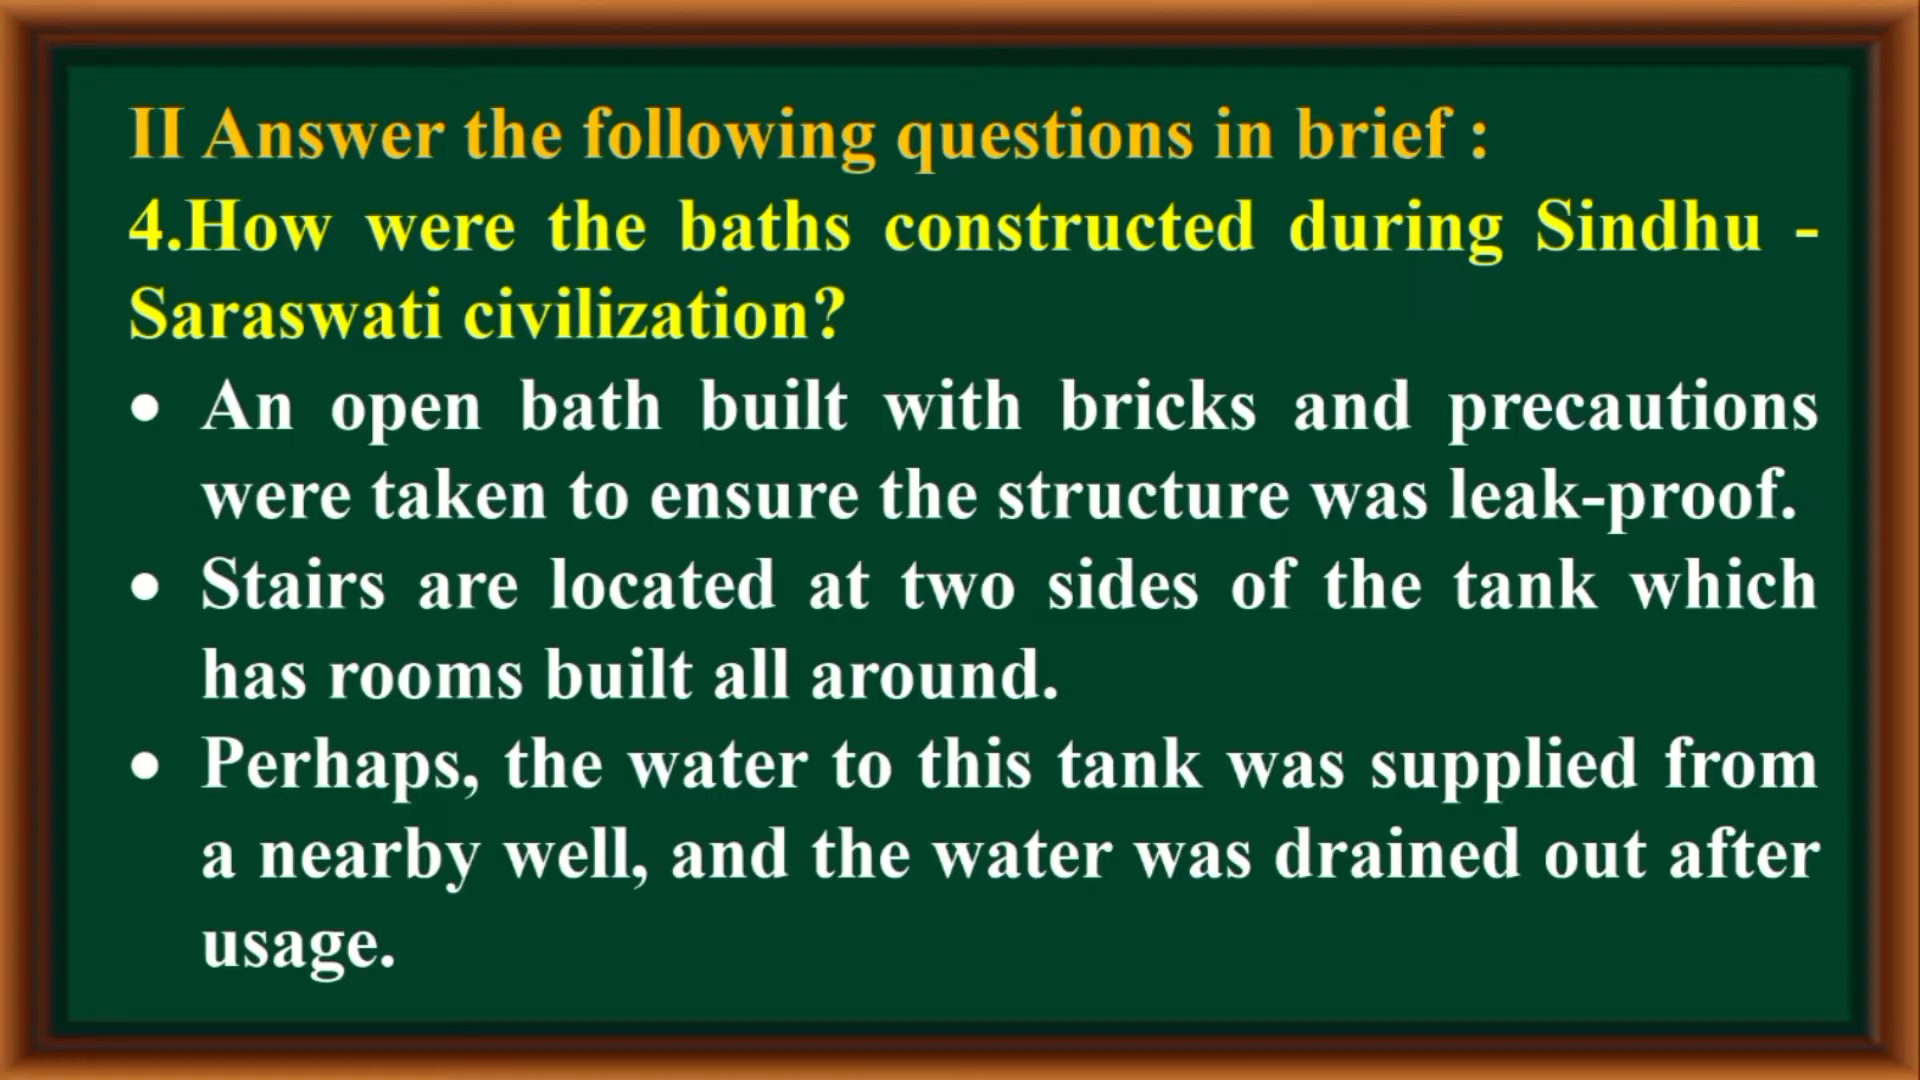 II Answer the following questions in brief :
4.How were the baths constructed during Sindhu -
Saraswati civilization?
• An open bath built with bricks and precautions
were taken to ensure the structure was leak-proof.
• Stairs are located at two sides of the tank which
has rooms built all around.
• Perhaps, the water to this tank was supplied from
a nearby well, and the water was drained out after
usage.